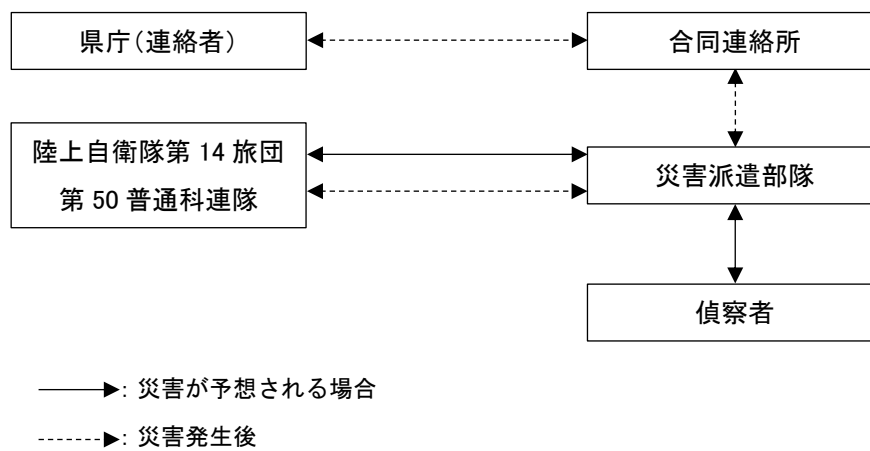 県庁(連絡者)
合同連絡所
陸上自衛隊第 14 旅団
第 50 普通科連隊
災害派遣部隊
偵察者
: 災害が予想される場合
: 災害発生後